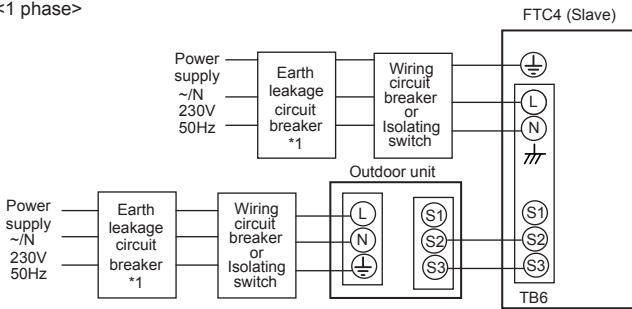 <1 phase>
FTC4 (Slave)
Power
supply
~/N
230V
50Hz
Earth
leakage
circuit
breaker
*1
Wiring
circuit
breaker
or
Isolating
switch
L
N
Outdoor unit
Power
supply
~/N
230V
50Hz
Earth
leakage
circuit
breaker
*1
Wiring
circuit
breaker
or
Isolating
switch
L
N
S1
S2
S3
S1
S2
S3
TB6